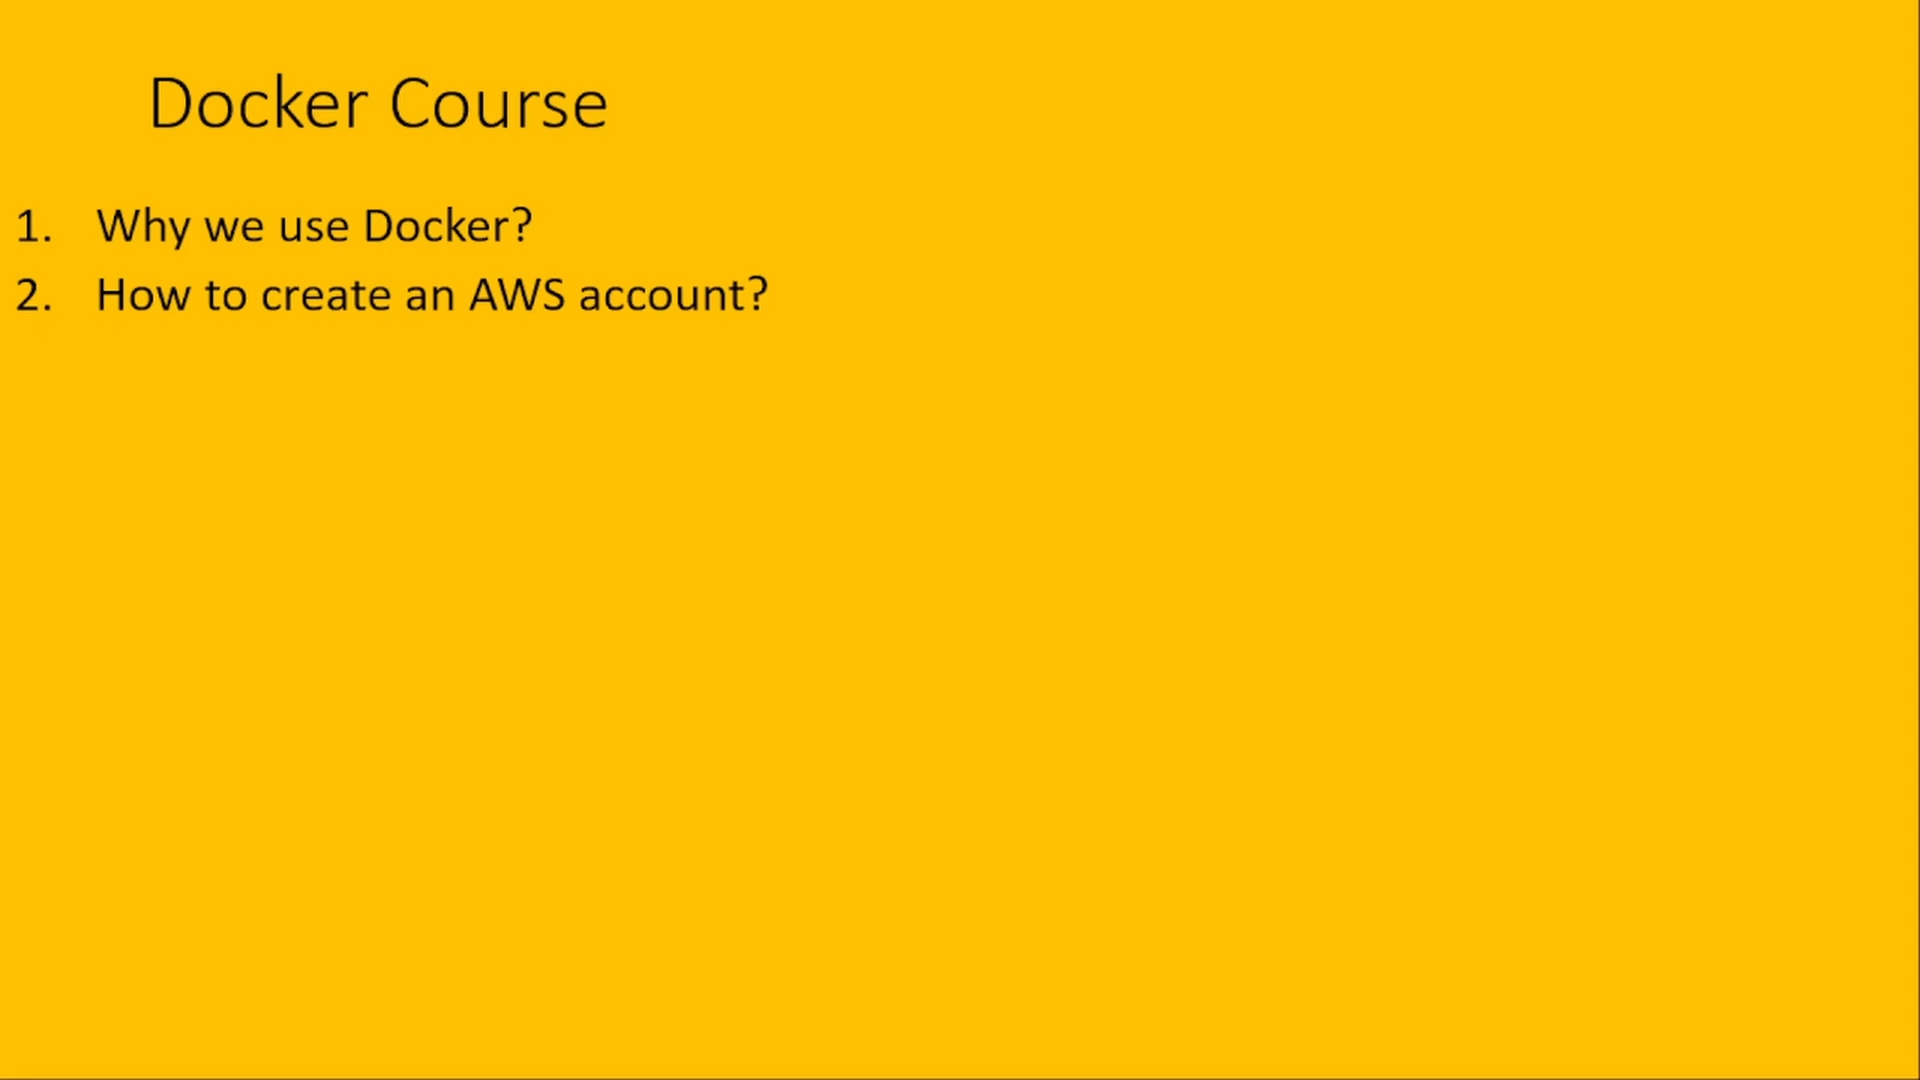 Docker Course
1. Why we use Docker?
2. How to create an AWS account?